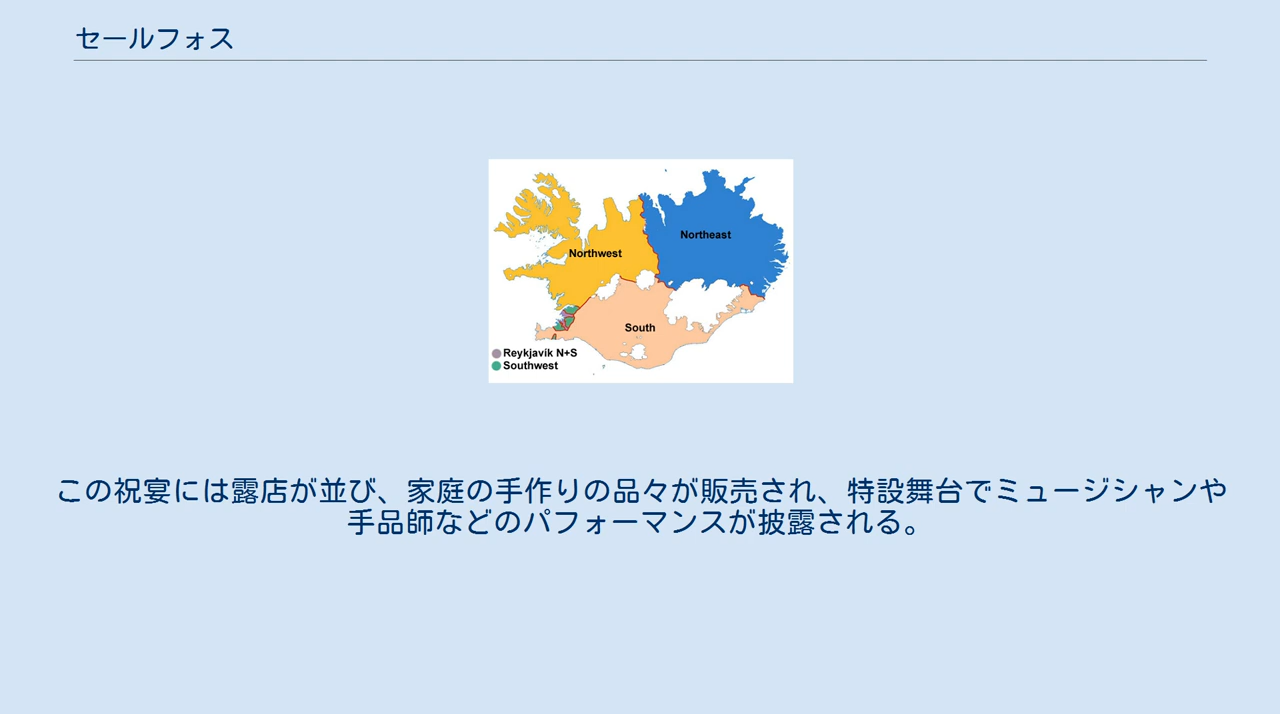 セールフォス
Northeast
Northwest
South
Reykjavík N+S
Southwest
この祝宴には露店が並び、家庭の手作りの品々が販売され、特設舞台でミュージシャンや
手品師などのパフォーマンスが披露される。